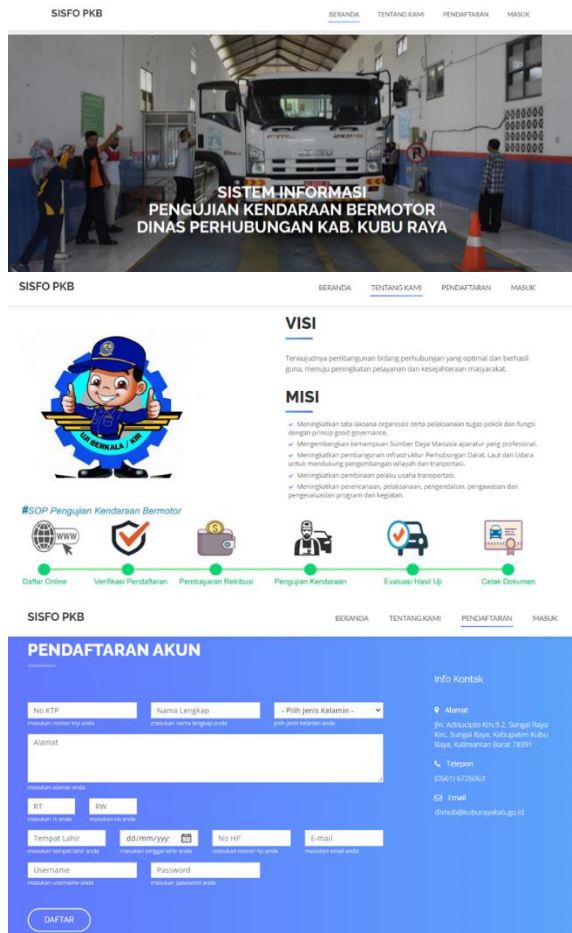 SISFO PKB
BERANDA TENTANG KAMI PENDAFTARAN MASUK
SISTEM INFORMASI
PENGUJIAN KENDARAAN BERMOTOR
DINAS PERHUBUNGAN KAB. KUBU RAYA
SISFO PKB
BERANDA TENTANG KAMI PENDAFTARAN MASUK
UJI BERKALA / KIR
VISI
Terwujudnya pembangunan bidang perhubungan yang optimal dan berhasil
guna, menuju peningkatan pelayanan dan kesejahteraan masyarakat.
MISI
Meningkatkan tata laksana organisasi serta pelaksanaan tugas pokok dan fungsi
dengan prinsip good governance.
Mengembangkan kemampuan Sumber Daya Manusia aparatur yang profesional.
Meningkatkan pembangunan Infrastruktur Perhubungan Darat, Laut dan Udara
untuk mendukung pengembangan wilayah dan tranportasi.
Meningkatkan pembinaan pelaku usaha transportasi.
Meningkatkan perencanaan, pelaksanaan, pengendalian, pengawasan dan
pengevaluasian program dan kegiatan.
#SOP Pengujian Kendaraan Bermotor
WWW
Daftar Online Verifikasi Pendaftaran Pembayaran Retribusi Pengujian Kendaraan Evaluasi Hasil Uji Cetak Dokumen
SISFO PKB
BERANDA TENTANG KAMI PENDAFTARAN MASUK
PENDAFTARAN AKUN
No KTP Nama Lengkap - Pilih Jenis Kelamin -
masukan nomor ktp anda masukan nama lengkap anda pilih jenis kelamin anda
Alamat
masukan alamat anda
RT RW
masukan rt anda masukan rw anda
Tempat Lahir dd/mm/yyyy No HP E-mail
masukan tempat lahir anda masukan tanggal lahir anda masukan nomor hp anda masukan email anda
Username Password
masukan username anda masukan password anda
DAFTAR
Info Kontak
Alamat
Jln. Adisucipto Km.9.2, Sungai Raya
Kec. Sungai Raya, Kabupaten Kubu
Raya, Kalimantan Barat 78391
Telepon
(0561) 6726063
Email
dishub@kuburayakab.go.id